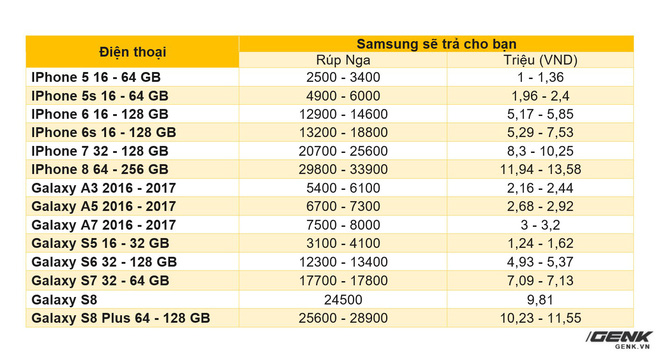 Điện thoại Samsung sẽ trả cho bạn
Rúp Nga Triệu (VND)
IPhone 5 16 - 64 GB 2500 - 3400 1 - 1,36
IPhone 5s 16 - 64 GB 4900 - 6000 1,96 - 2,4
IPhone 6 16 - 128 GB 12900 - 14600 5,17 - 5,85
IPhone 6s 16 - 128 GB 13200 - 18800 5,29 - 7,53
IPhone 7 32 - 128 GB 20700 - 25600 8,3 - 10,25
IPhone 8 64 - 256 GB 29800 - 33900 11,94 - 13,58
Galaxy A3 2016 - 2017 5400 - 6100 2,16 - 2,44
Galaxy A5 2016 - 2017 6700 - 7300 2,68 - 2,92
Galaxy A7 2016 - 2017 7500 - 8000 3 - 3,2
Galaxy S5 16 - 32 GB 3100 - 4100 1,24 - 1,62
Galaxy S6 32 - 128 GB 12300 - 13400 4,93 - 5,37
Galaxy S7 32 - 64 GB 17700 - 17800 7,09 - 7,13
Galaxy S8 24500 9,81
Galaxy S8 Plus 64 - 128 GB 25600 - 28900 10,23 - 11,55
GENK
GENK.VN